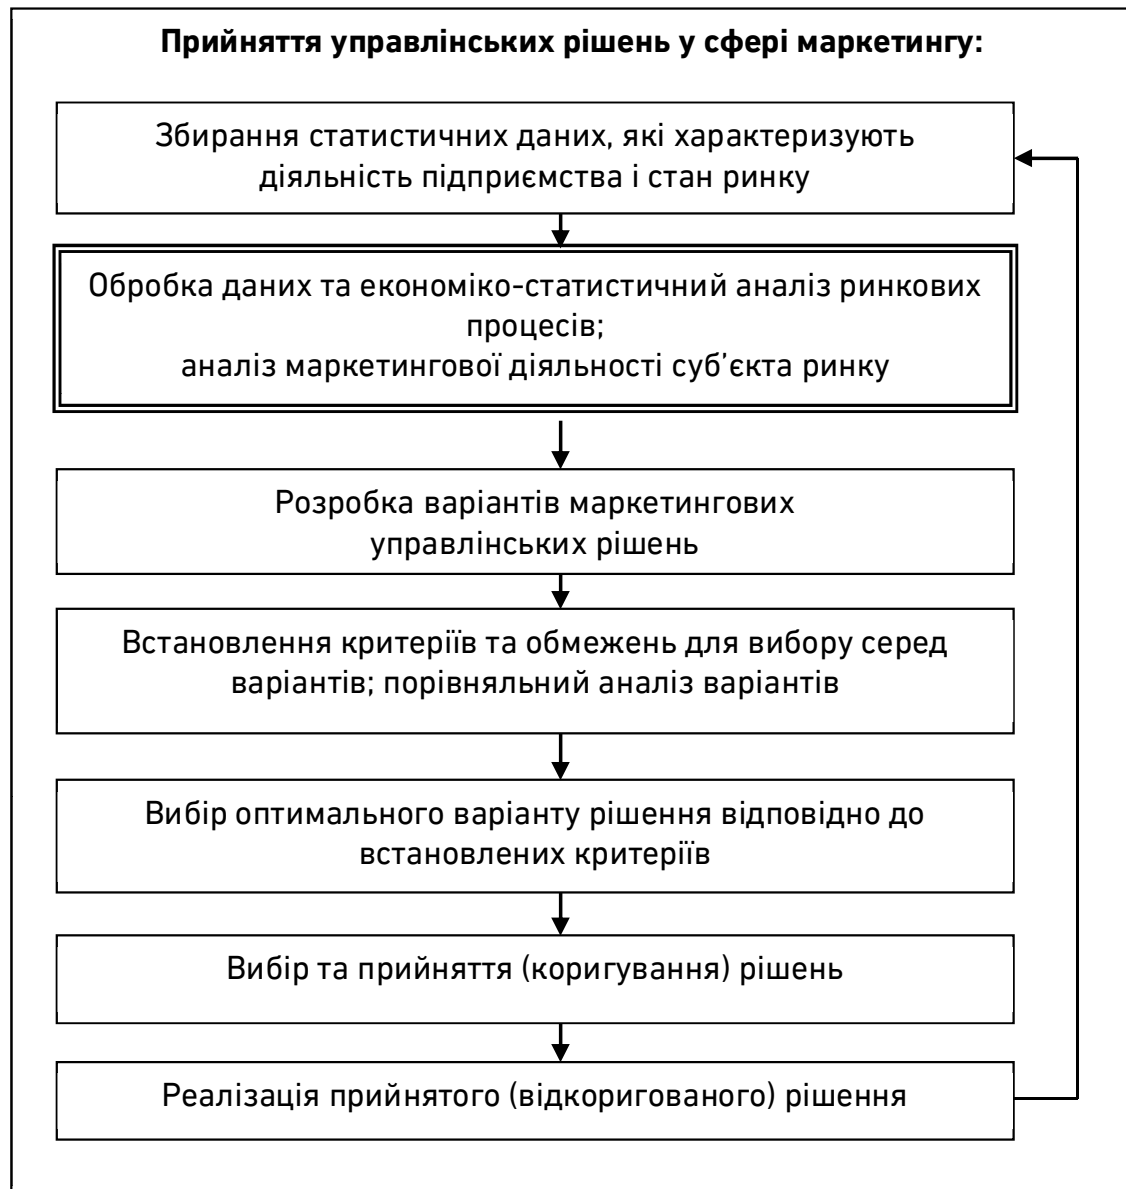 Прийняття управлінських рішень у сфері маркетингу:
Збирання статистичних даних, які характеризують
діяльність підприємства і стан ринку
Обробка даних та економіко-статистичний аналіз ринкових
процесів;
аналіз маркетингової діяльності суб’єкта ринку
Розробка варіантів маркетингових
управлінських рішень
Встановлення критеріїв та обмежень для вибору серед
варіантів; порівняльний аналіз варіантів
Вибір оптимального варіанту рішення відповідно до
встановлених критеріїв
Вибір та прийняття (коригування) рішень
Реалізація прийнятого (відкоригованого) рішення